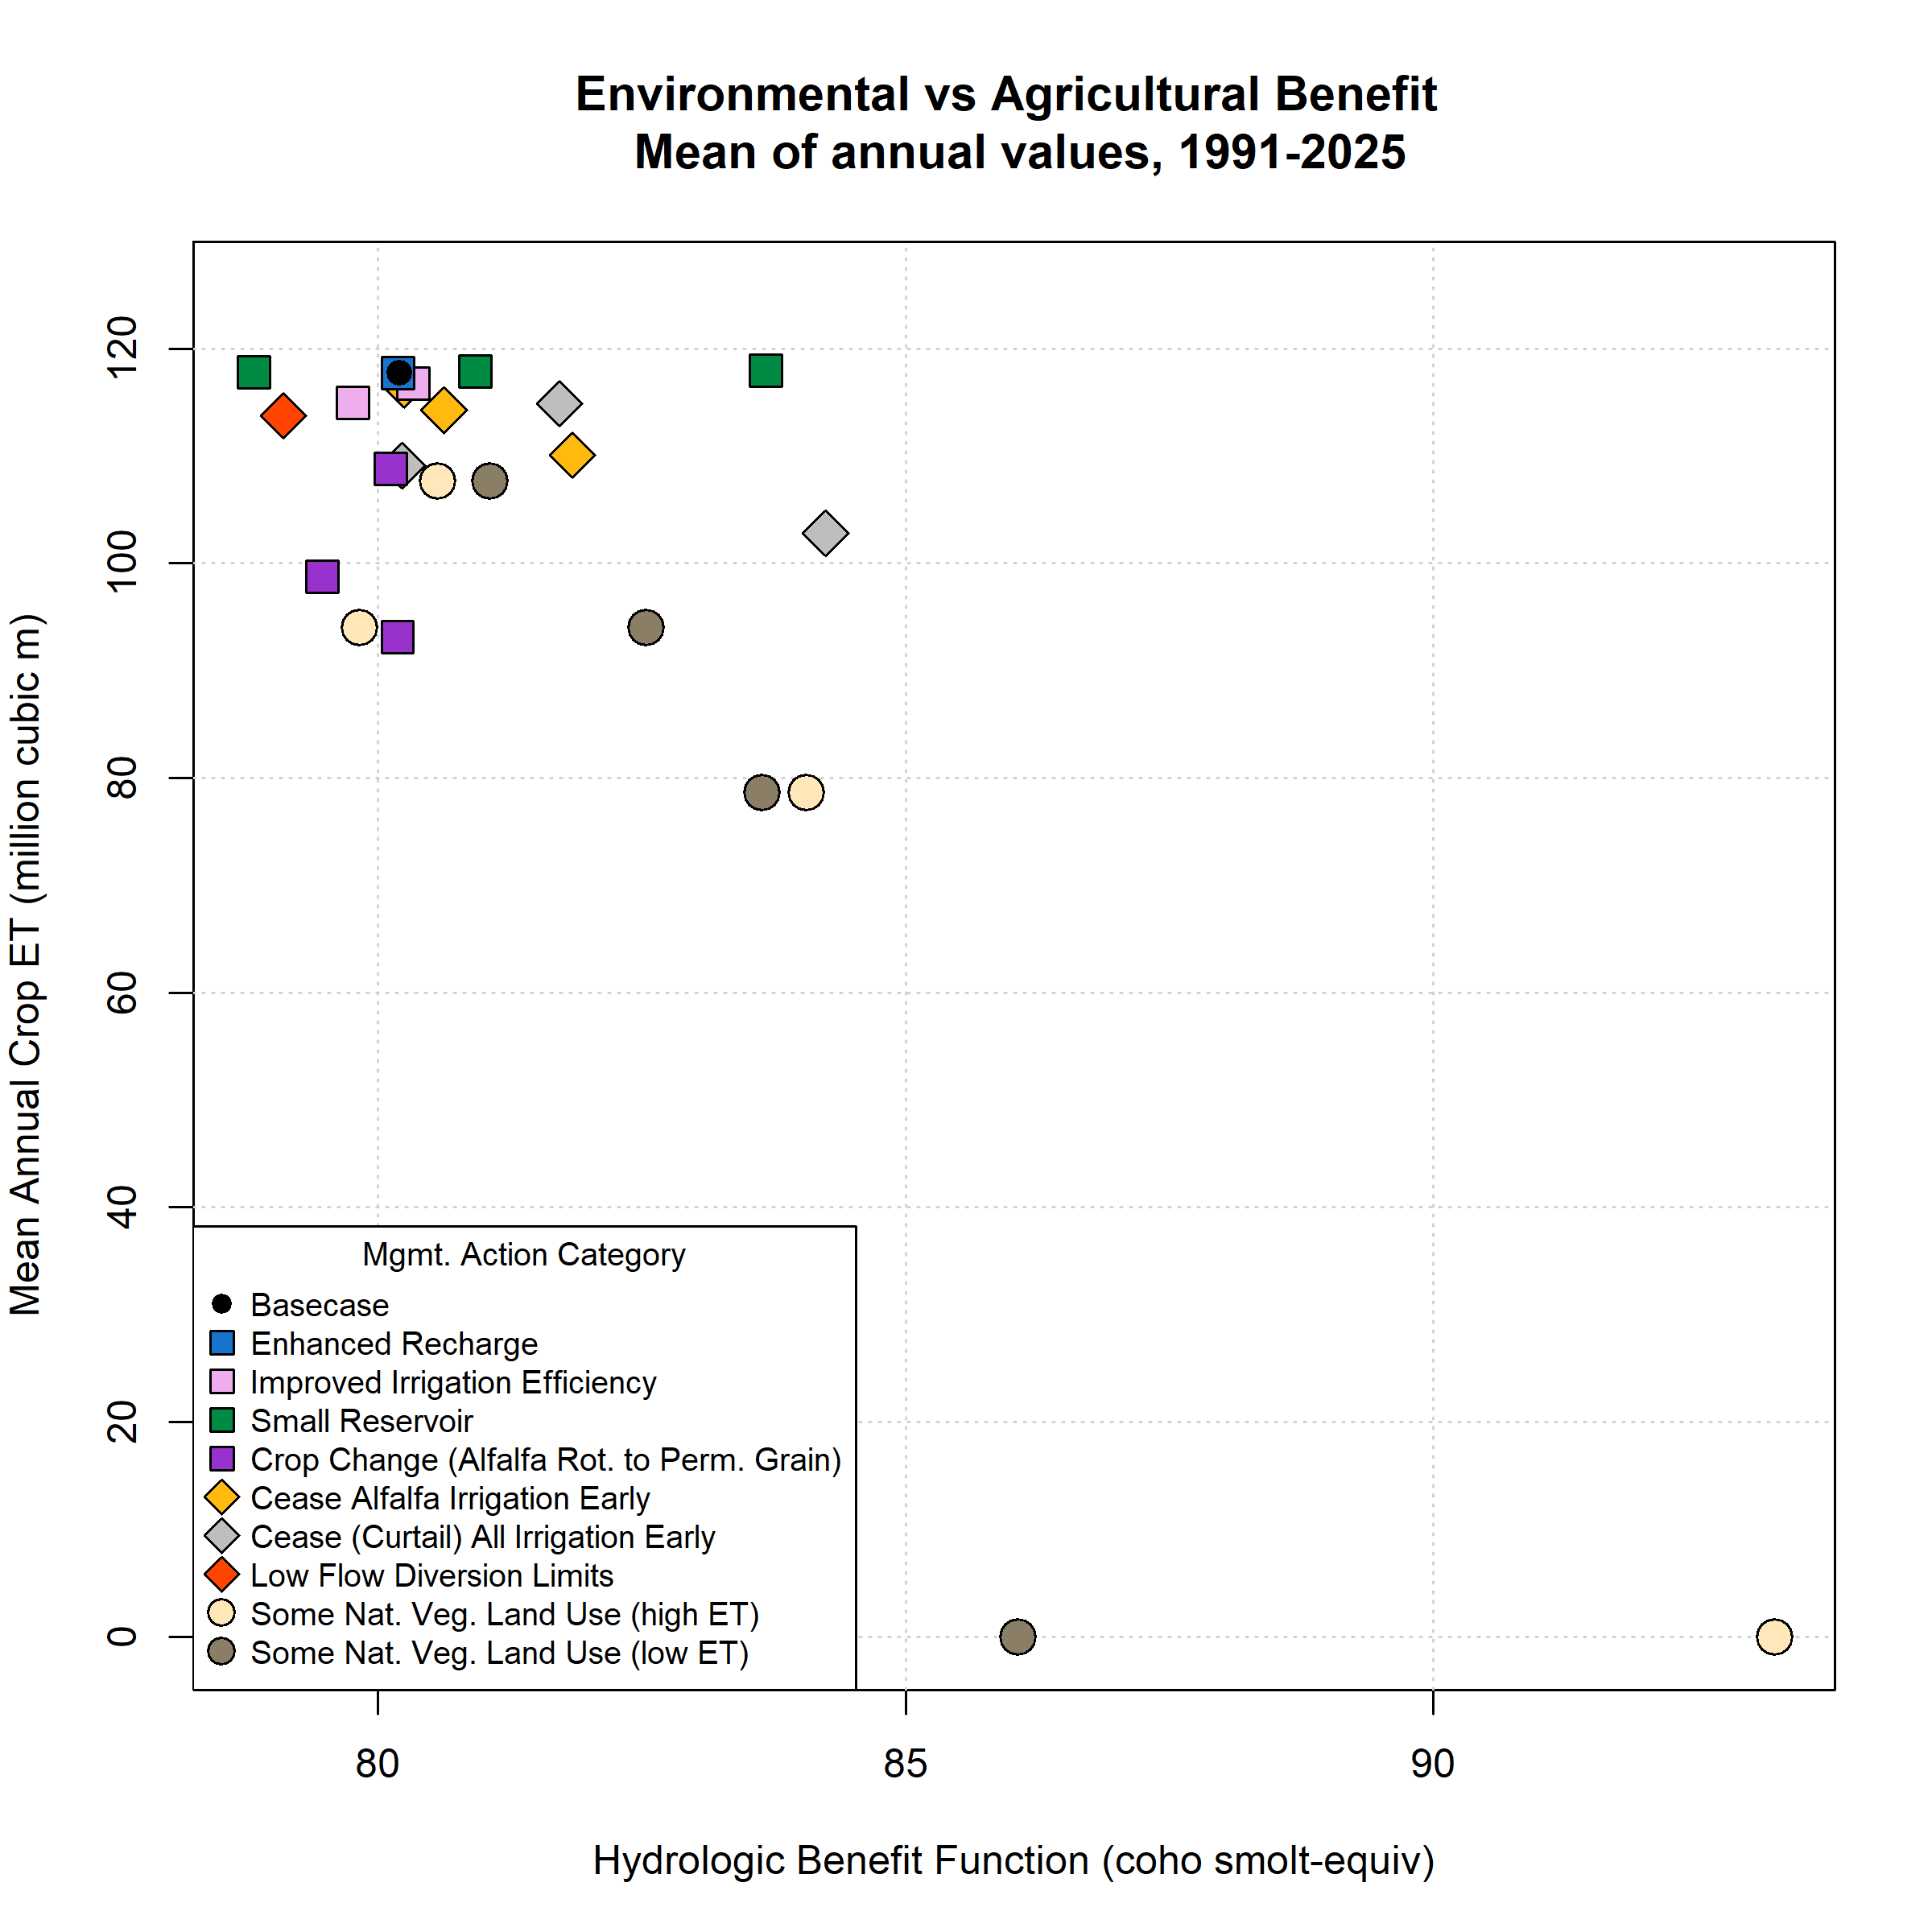 Environmental vs Agricultural Benefit
Mean of annual values, 1991-2025
Mean Annual Crop ET (million cubic m)
120
100
80
60
40
20
0
Mgmt. Action Category
Basecase
Enhanced Recharge
Improved Irrigation Efficiency
Small Reservoir
Crop Change (Alfalfa Rot. to Perm. Grain)
Cease Alfalfa Irrigation Early
Cease (Curtail) All Irrigation Early
Low Flow Diversion Limits
Some Nat. Veg. Land Use (high ET)
Some Nat. Veg. Land Use (low ET)
80
85
90
Hydrologic Benefit Function (coho smolt-equiv)